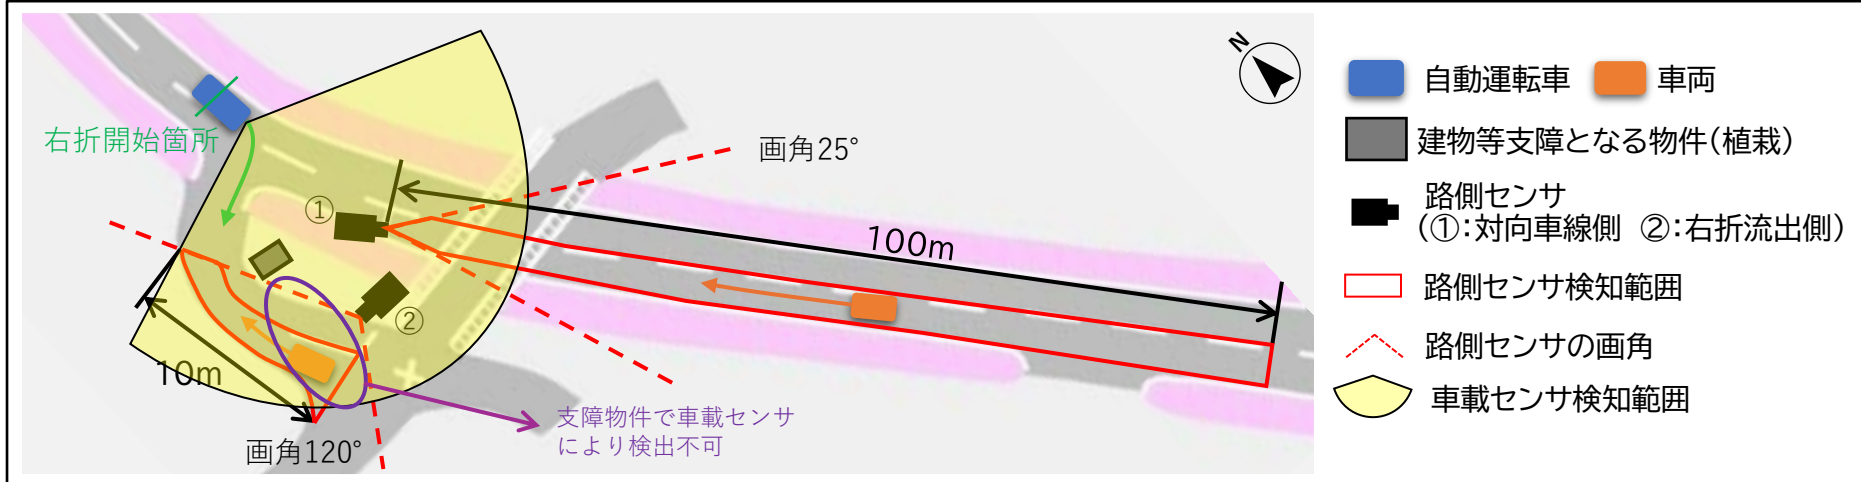 N
右折開始箇所
画角25°
①
100m
②
10m
画角120°
支障物件で車載センサ
により検出不可
自動運転車
車両
建物等支障となる物件(植栽)
路側センサ
(①:対向車線側 ②:右折流出側)
路側センサ検知範囲
路側センサの画角
車載センサ検知範囲